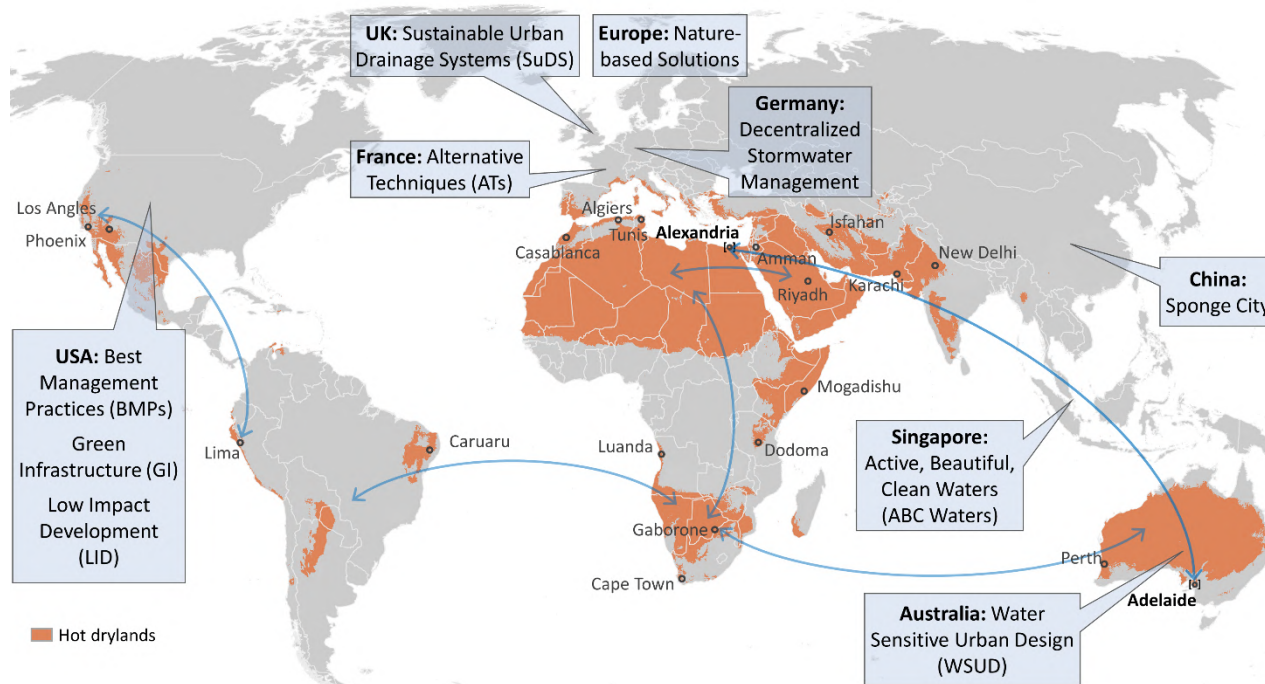 UK: Sustainable Urban
Drainage Systems (SuDS)
Europe: Nature-
based Solutions
Germany:
Decentralized
Stormwater
Management
France: Alternative
Techniques (ATs)
Los Angles
Phoenix
Algiers
Tunis
Casablanca
Alexandria
Amman
Isfahan
New Delhi
Karachi
Riyadh
China:
Sponge City
USA: Best
Management
Practices (BMPs)
Green
Infrastructure (GI)
Low Impact
Development
(LID)
Lima
Caruaru
Mogadishu
Luanda
Dodoma
Singapore:
Active, Beautiful,
Clean Waters
(ABC Waters)
Gaborone
Cape Town
Perth
Adelaide
Australia: Water
Sensitive Urban Design
(WSUD)
Hot drylands